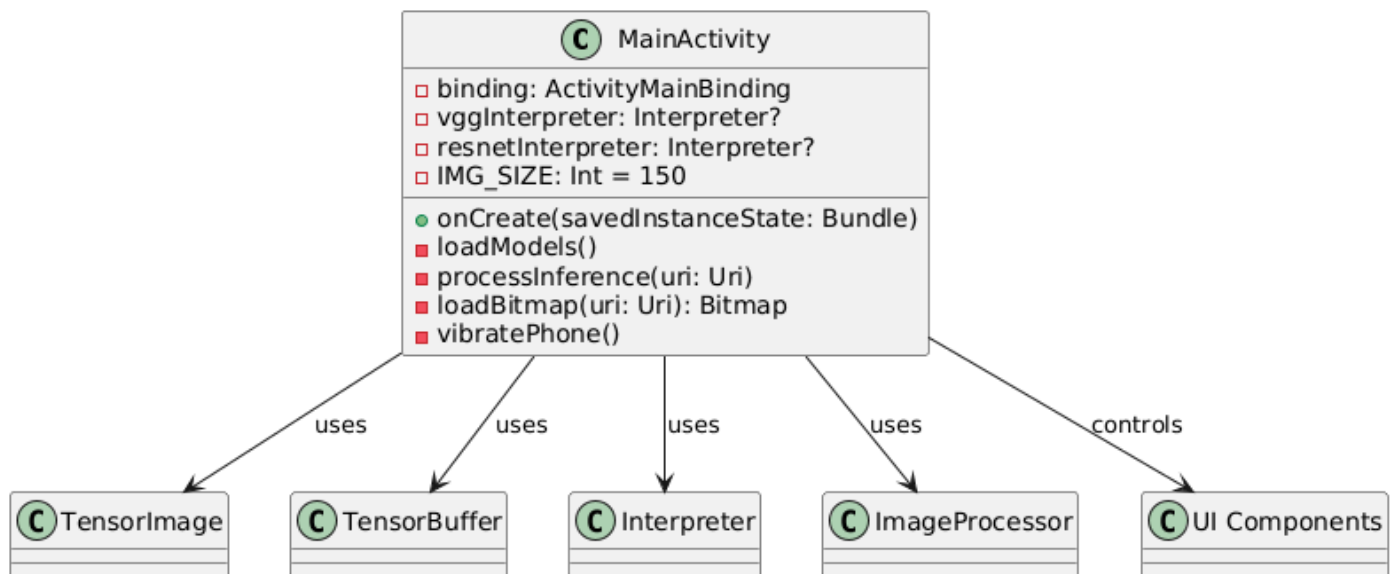 C MainActivity
binding: ActivityMainBinding
vggInterpreter: Interpreter?
resnetInterpreter: Interpreter?
IMG_SIZE: Int = 150
onCreate(savedInstanceState: Bundle)
loadModels()
processInference(uri: Uri)
loadBitmap(uri: Uri): Bitmap
vibratePhone()
uses
uses
uses
uses
controls
C TensorImage
C TensorBuffer
C Interpreter
C ImageProcessor
C UI Components